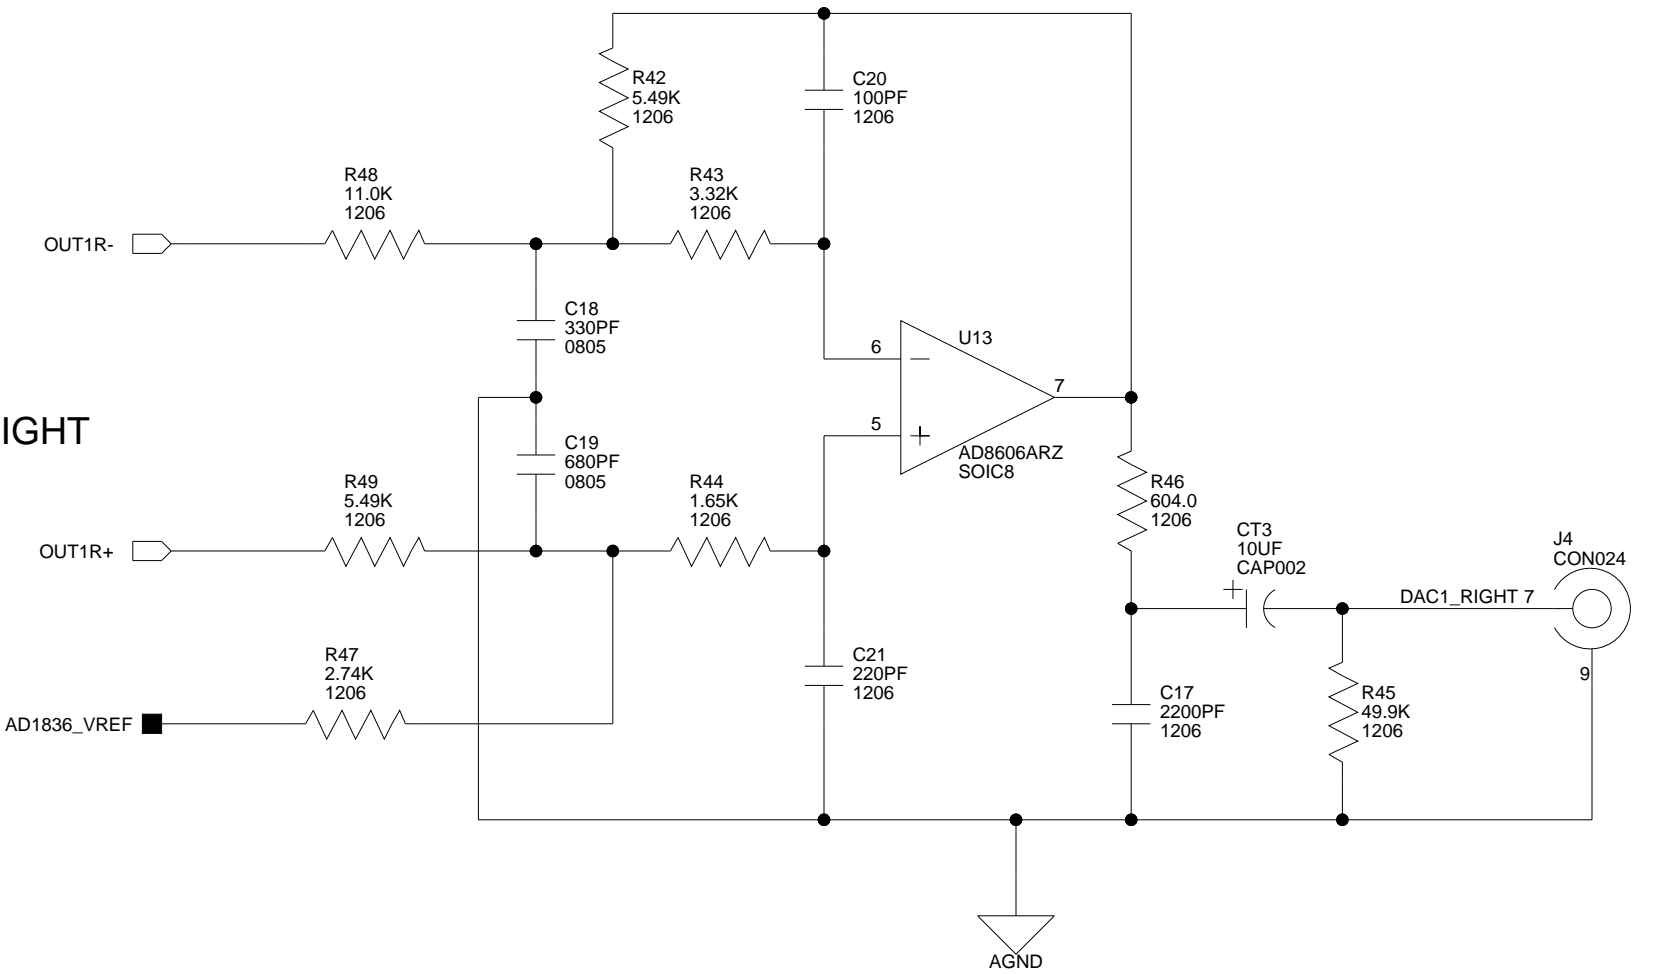 R42
5.49K
1206
C20
100PF
1206
R48
11.0K
1206
R43
3.32K
1206
OUT1R-
C18
330PF
0805
6
U13
7
IGHT
5
C19
680PF
0805
AD8606ARZ
SOIC8
R49
5.49K
1206
R44
1.65K
1206
R46
604.0
1206
OUT1R+
CT3
10UF
CAP002
J4
CON024
DAC1_RIGHT 7
R47
2.74K
1206
C21
220PF
1206
9
C17
2200PF
1206
R45
49.9K
1206
AD1836_VREF
AGND